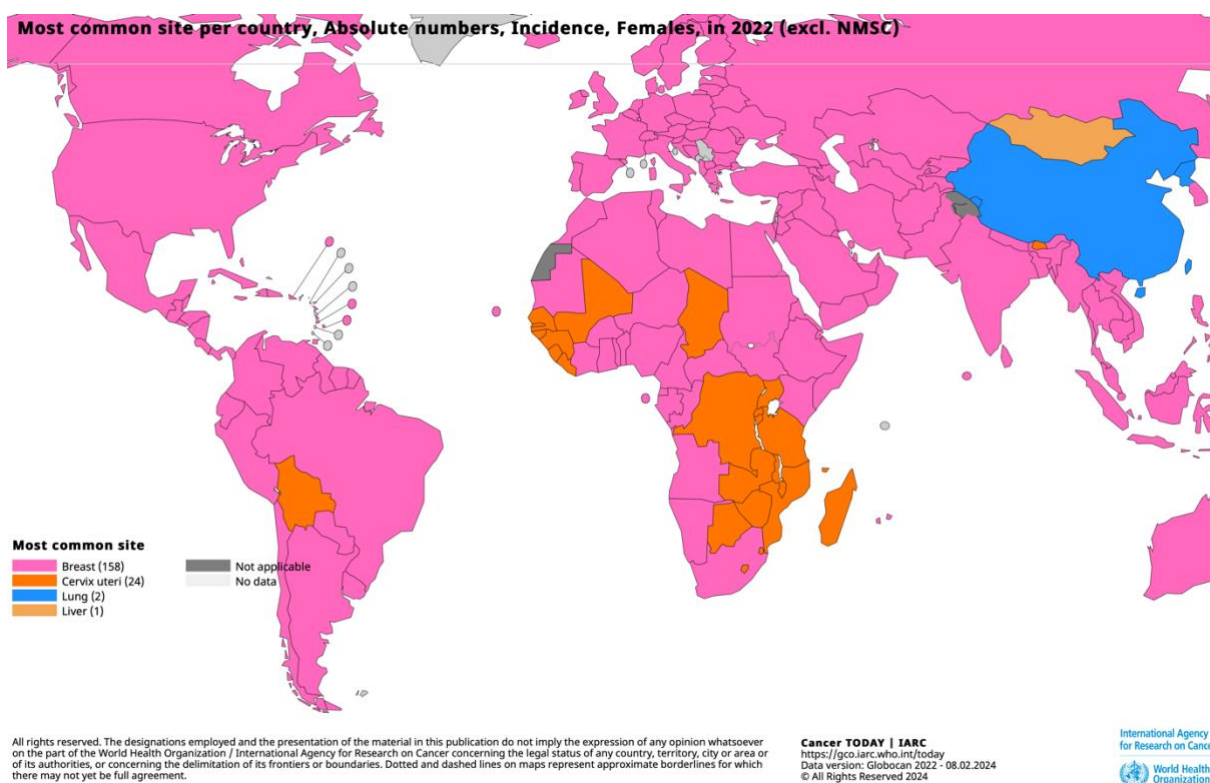 Most common site per country, Absolute numbers, Incidence, Females, in 2022 (excl. NMSC)
Most common site
Breast (158)
Cervix uteri (24)
Lung (2)
Liver (1)
Not applicable
No data
All rights reserved. The designations employed and the presentation of the material in this publication do not imply the expression of any opinion whatsoever
on the part of the World Health Organization / International Agency for Research on Cancer concerning the legal status of any country, territory, city or area or
of its authorities, or concerning the delimitation of its frontiers or boundaries. Dotted and dashed lines on maps represent approximate borderlines for which
there may not yet be full agreement.
Cancer TODAY | IARC
https://gco.iarc.who.int/today
Data version: Globocan 2022 - 08.02.2024
© All Rights Reserved 2024
International Agency
for Research on Cance
World Health
Organization